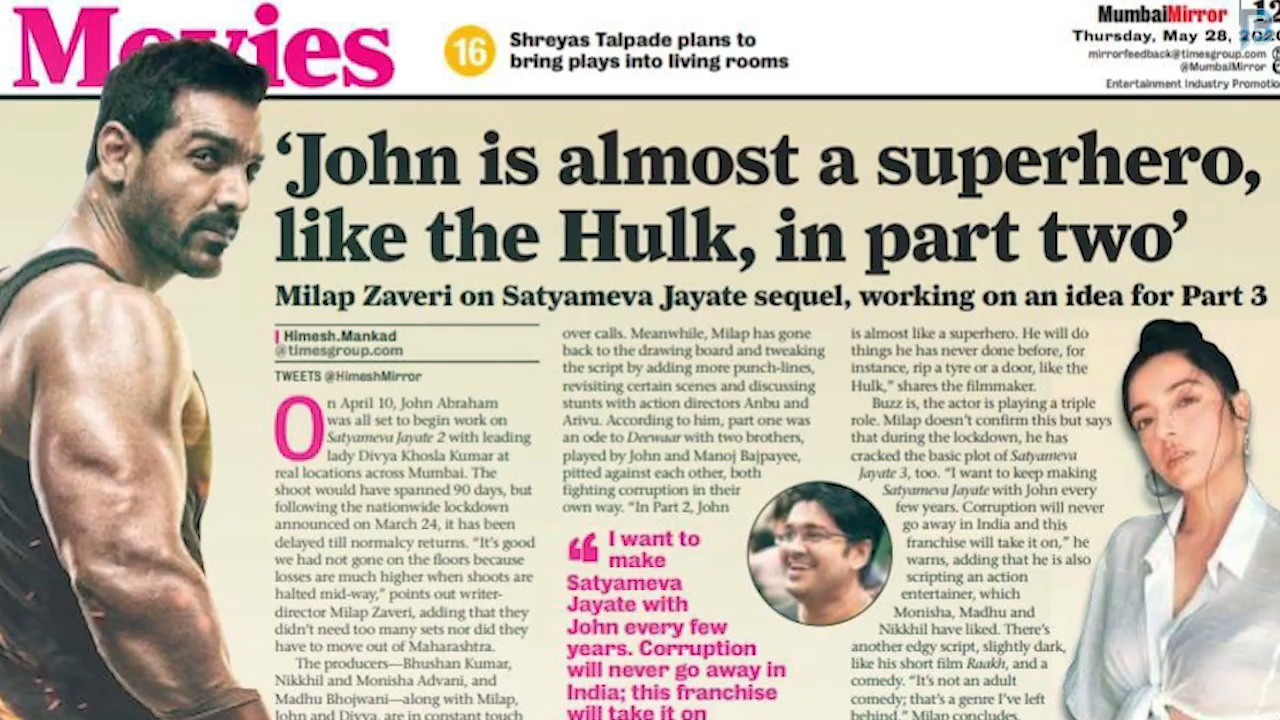 Movies
16
Shreyas Talpade plans to
bring plays into living rooms
MumbaiMirror
Thursday, May 28, 2020
mirrorfeedback@timesgroup.com
@MumbaiMirror
Entertainment Industry Promotio
‘John is almost a superhero,
like the Hulk, in part two’
Milap Zaveri on Satyameva Jayate sequel, working on an idea for Part 3
Himesh.Mankad
@timesgroup.com
TWEETS @HimeshMirror
On April 10, John Abraham
was all set to begin work on
Satyameva Jayate 2 with leading
lady Divya Khosla Kumar at
real locations across Mumbai. The
shoot would have spanned 90 days, but
following the nationwide lockdown
announced on March 24, it has been
delayed till normalcy returns. “It’s good
we had not gone on the floors because
losses are much higher when shoots are
halted mid-way,” points out writer-
director Milap Zaveri, adding that they
didn’t need too many sets nor did they
have to move out of Maharashtra.
The producers—Bhushan Kumar,
Nikkhil and Monisha Advani, and
Madhu Bhojwani—along with Milap,
John and Divya, are in constant touch
over calls. Meanwhile, Milap has gone
back to the drawing board and tweaking
the script by adding more punch-lines,
revisiting certain scenes and discussing
stunts with action directors Anbu and
Arivu. According to him, part one was
an ode to Deewaar with two brothers,
played by John and Manoj Bajpayee,
pitted against each other, both
fighting corruption in their
own way. “In Part 2, John
“ I want to
make
Satyameva
Jayate with
John every few
years. Corruption
will never go away in
India; this franchise
will take it on
is almost like a superhero. He will do
things he has never done before, for
instance, rip a tyre or a door, like the
Hulk,” shares the filmmaker.
Buzz is, the actor is playing a triple
role. Milap doesn’t confirm this but says
that during the lockdown, he has
cracked the basic plot of Satyameva
Jayate 3, too. “I want to keep making
Satyameva Jayate with John every
few years. Corruption will never
go away in India and this
franchise will take it on,” he
warns, adding that he is also
scripting an action
entertainer, which
Monisha, Madhu and
Nikkhil have liked. There’s
another edgy script, slightly dark,
like his short film Raakh, and a
comedy. “It’s not an adult
comedy; that’s a genre I’ve left
behind,” Milap concludes.